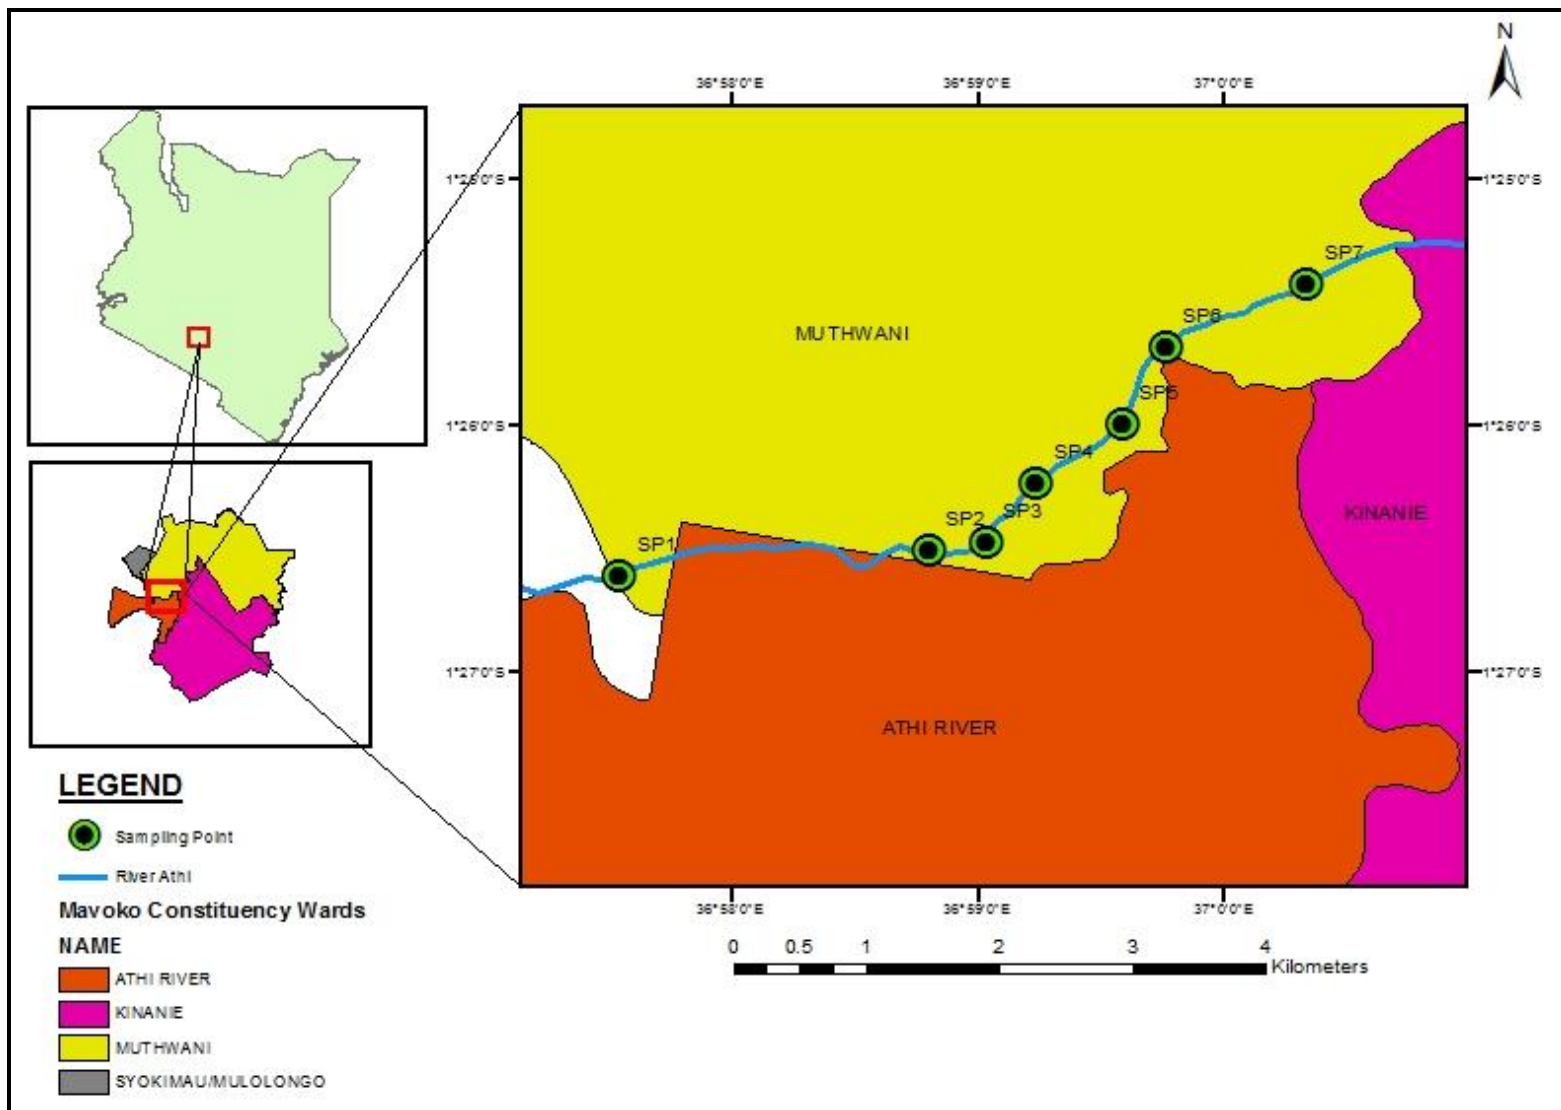 N
36°58'0"E 36°59'0"E 37°0'0"E
1°25'0"S 1°25'0"S
SP7
SP6
MUTHWANI
SP5
1°26'0"S 1°26'0"S
SP4
SP3
KINANIE
SP2
SP1
1°27'0"S 1°27'0"S
ATHI RIVER
36°58'0"E 36°59'0"E 37°0'0"E
0 0.5 1 2 3 4
Kilometers
LEGEND
Sampling Point
River Athi
Mavoko Constituency Wards
NAME
ATHI RIVER
KINANIE
MUTHWANI
SYOKIMAU/MULOLONGO